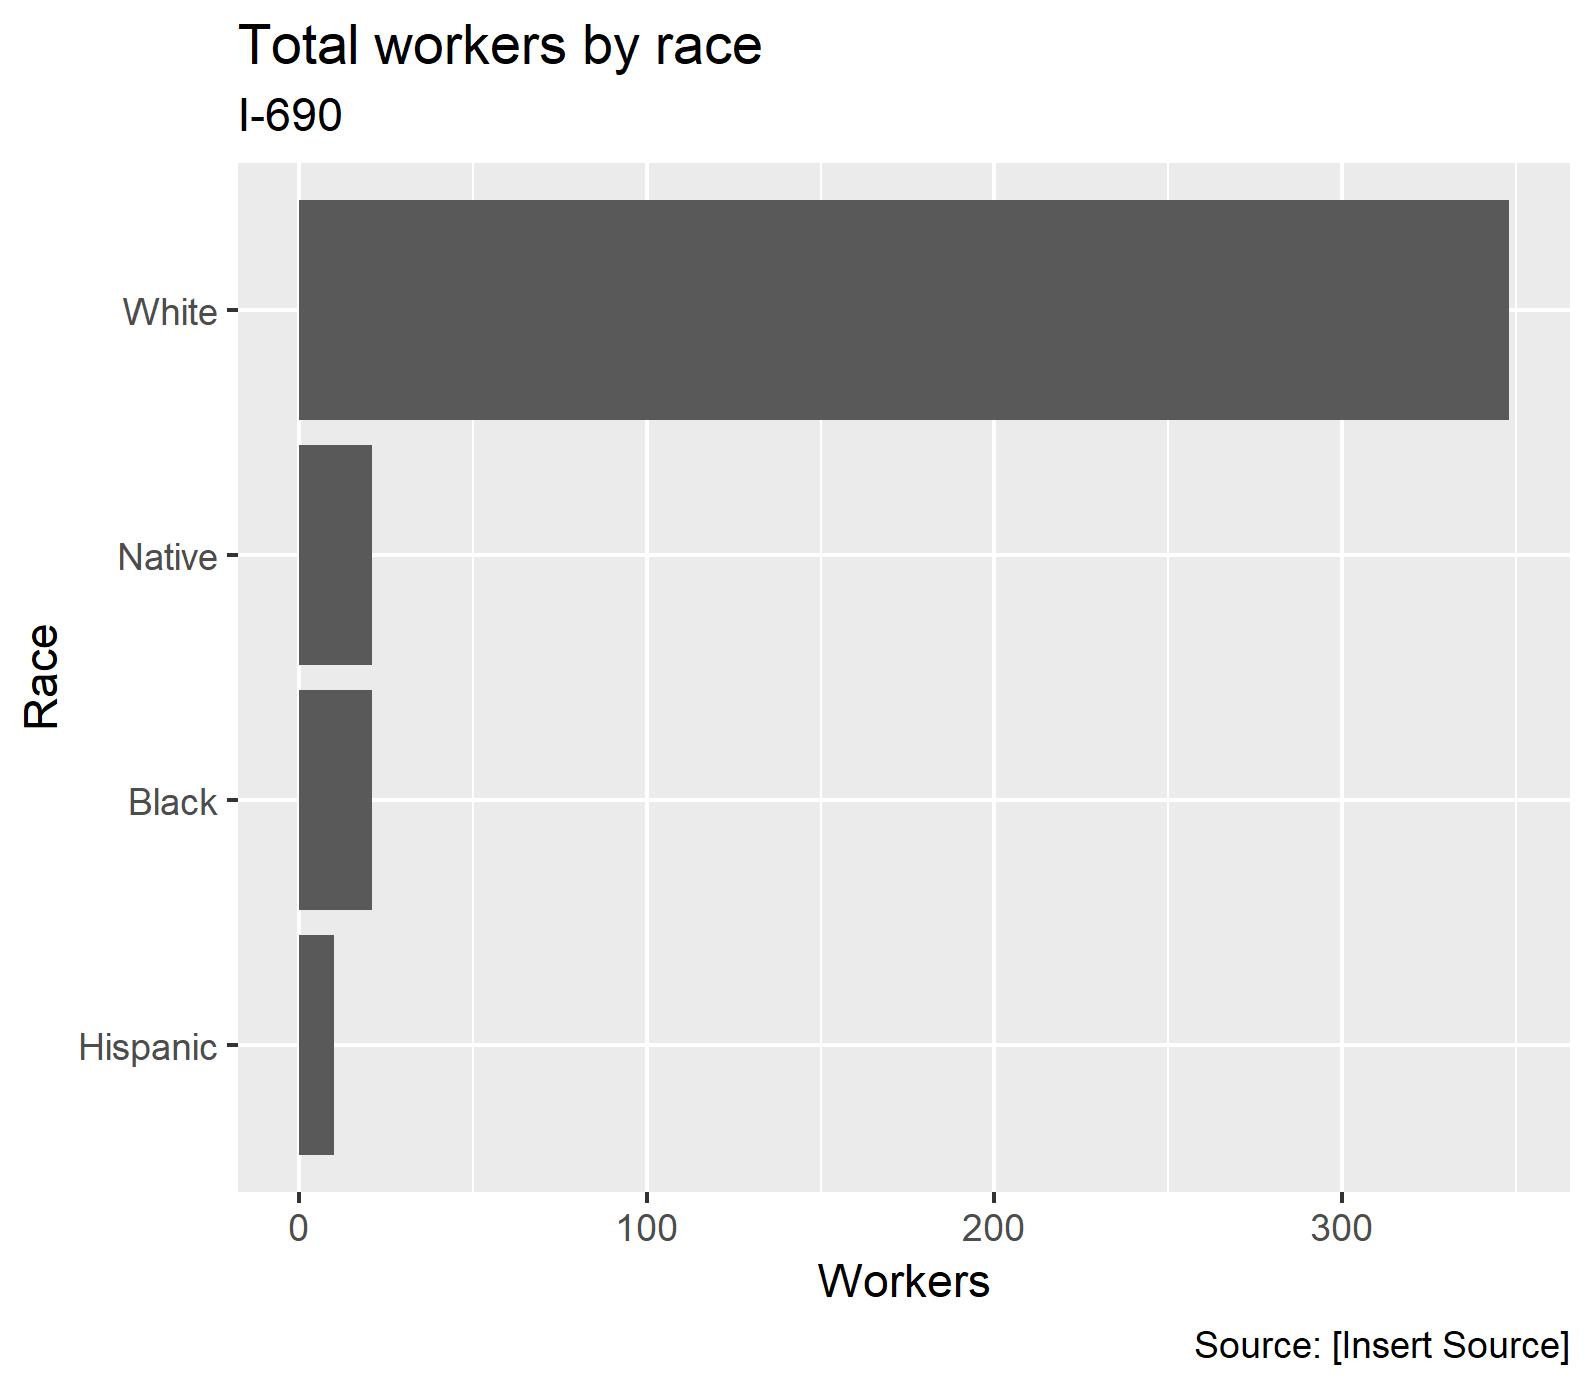 Total workers by race
I-690
White
Native
Black
Hispanic
Race
0 100 200 300
Workers
Source: [Insert Source]